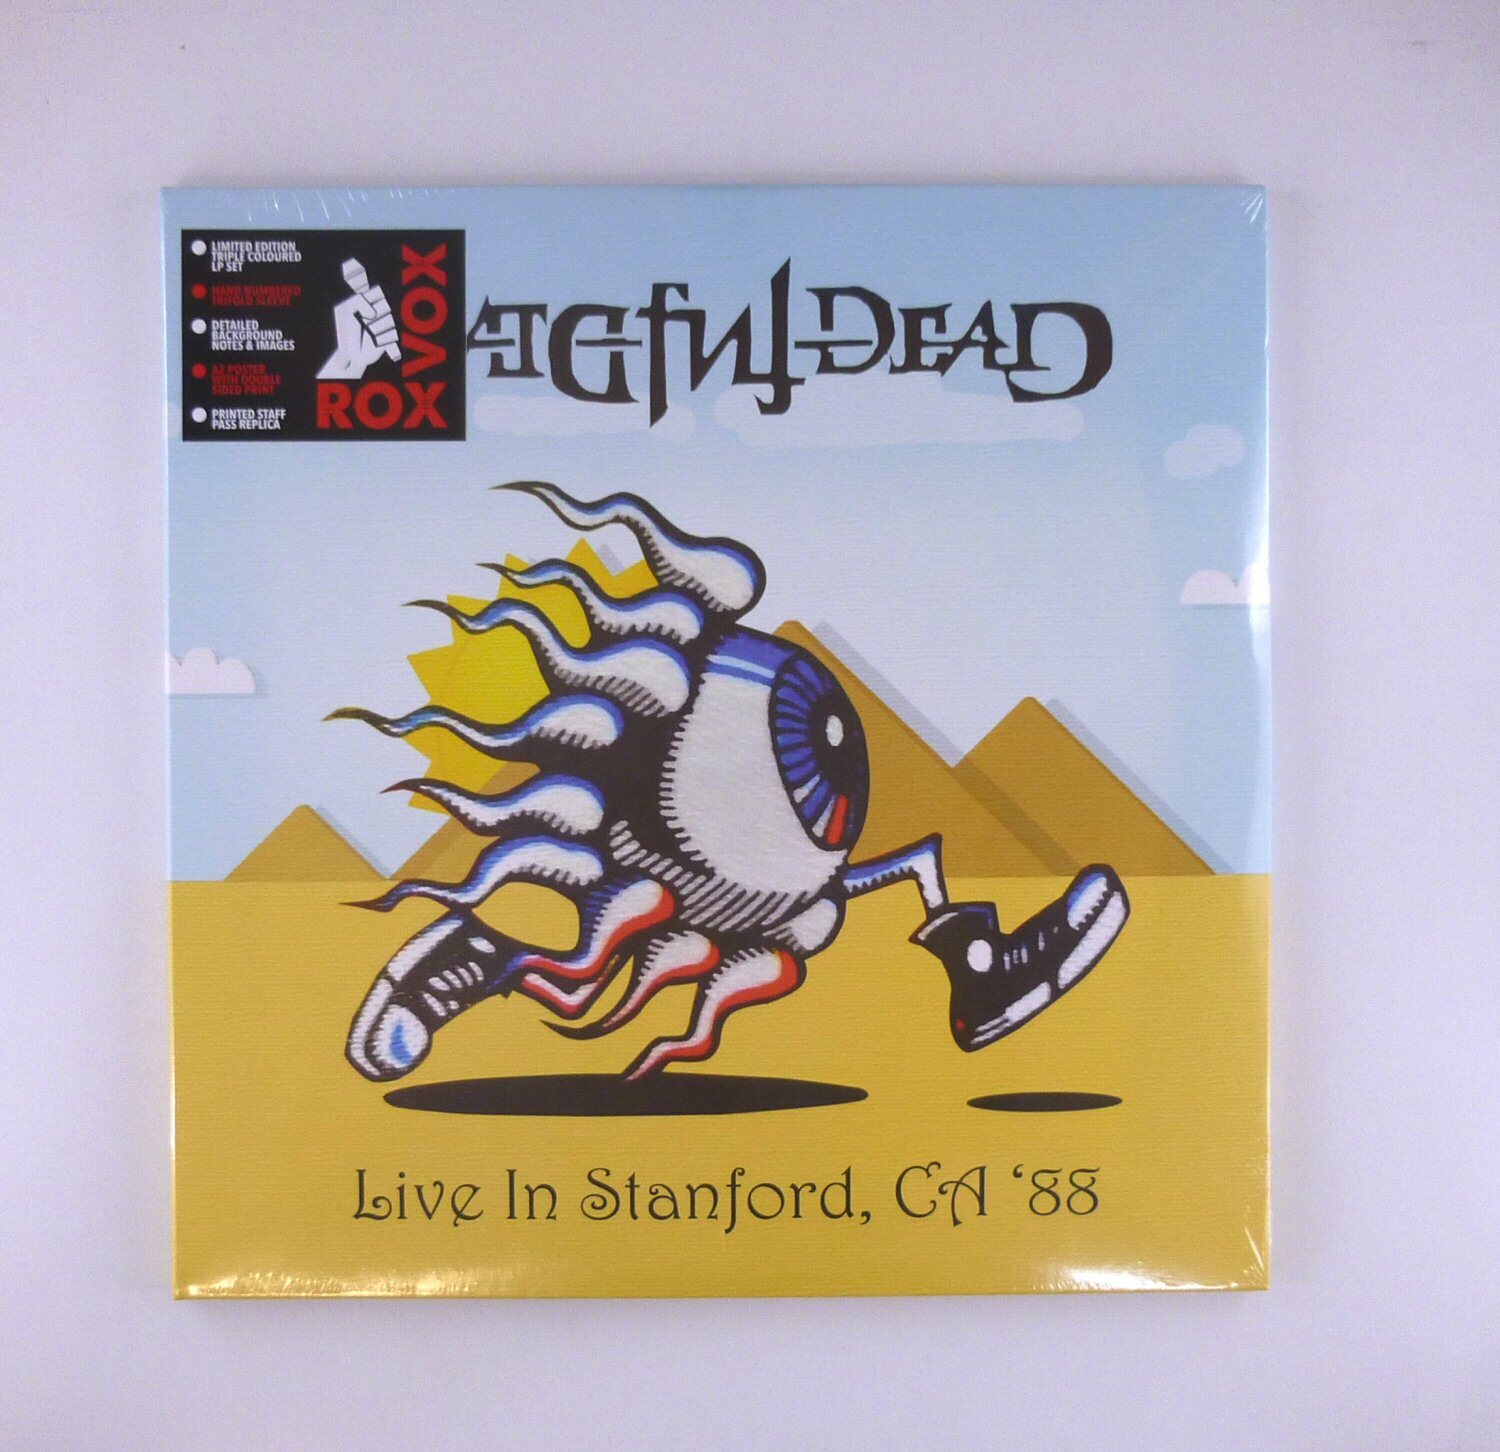 LIMITED EDITION
TRIPLE COLOURED
LP SET
HAND NUMBERED
TRIFOLD SLEEVE
DETAILED
BACKGROUND
NOTES & IMAGES
A2 POSTER
WITH DOUBLE
SIDED PRINT
PRINTED STAFF
PASS REPLICA
ROX
VOX
ATEFUL DEAD
Live In Stanford, CA ‘88